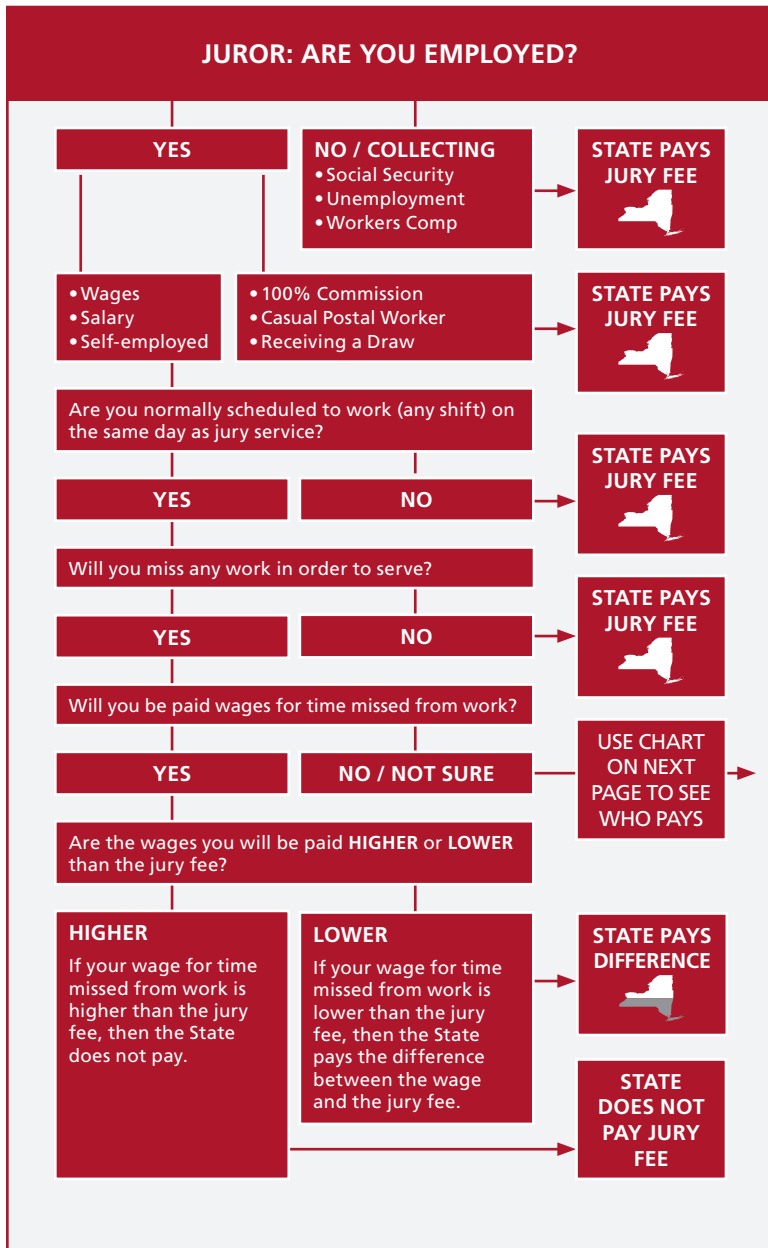 JUROR: ARE YOU EMPLOYED?
YES
NO / COLLECTING
• Social Security
• Unemployment
• Workers Comp
STATE PAYS
JURY FEE
• Wages
• Salary
• Self-employed
• 100% Commission
• Casual Postal Worker
• Receiving a Draw
STATE PAYS
JURY FEE
Are you normally scheduled to work (any shift) on
the same day as jury service?
YES
NO
STATE PAYS
JURY FEE
Will you miss any work in order to serve?
YES
NO
STATE PAYS
JURY FEE
Will you be paid wages for time missed from work?
YES
NO / NOT SURE
USE CHART
ON NEXT
PAGE TO SEE
WHO PAYS
Are the wages you will be paid HIGHER or LOWER
than the jury fee?
HIGHER
If your wage for time
missed from work is
higher than the jury
fee, then the State
does not pay.
LOWER
If your wage for time
missed from work is
lower than the jury
fee, then the State
pays the difference
between the wage
and the jury fee.
STATE PAYS
DIFFERENCE
STATE
DOES NOT
PAY JURY
FEE